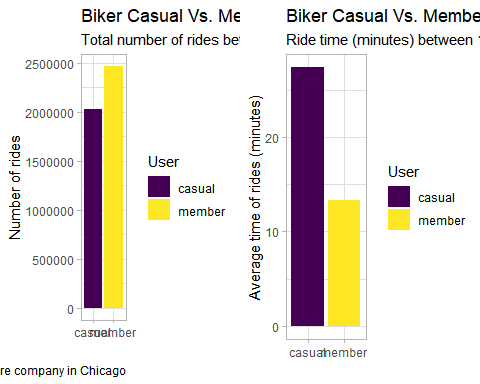 Biker Casual Vs. Me
Total number of rides be
2500000
2000000
1500000
1000000
500000
0
Number of rides
casual
member
User
casual
member
re company in Chicago
Biker Casual Vs. Membe
Ride time (minutes) between
20
10
0
Average time of rides (minutes)
casual
member
User
casual
member